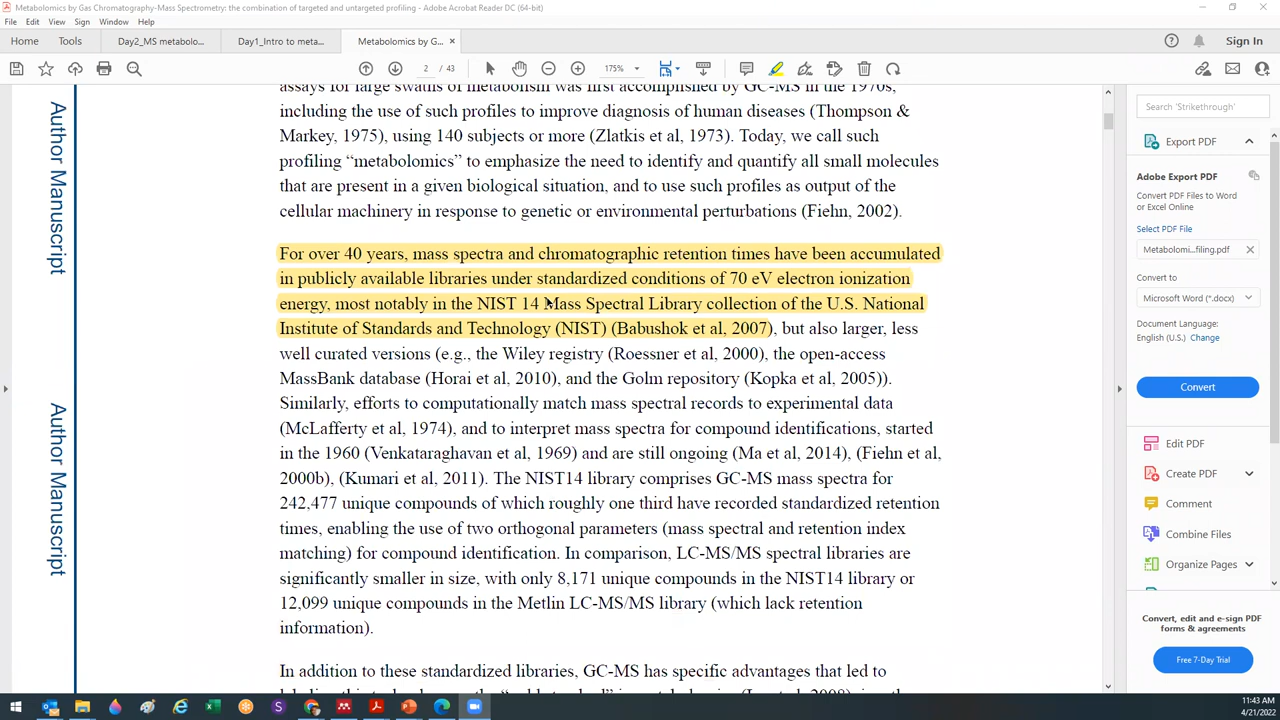 Metabolomics by Gas Chromatography-Mass Spectrometry: the combination of targeted and untargeted profiling - Adobe Acrobat Reader DC (64-bit)
File Edit View Sign Window Help
Home Tools Day2_MS metabolo... Day1_Intro to meta... Metabolomics by G... × Sign In
2 / 43 175%
assays for large swaths of metabolism was first accomplished by GC-MS in the 1970s,
including the use of such profiles to improve diagnosis of human diseases (Thompson &
Markey, 1975), using 140 subjects or more (Zlatkis et al, 1973). Today, we call such
profiling “metabolomics” to emphasize the need to identify and quantify all small molecules
that are present in a given biological situation, and to use such profiles as output of the
cellular machinery in response to genetic or environmental perturbations (Fiehn, 2002).
For over 40 years, mass spectra and chromatographic retention times have been accumulated
in publicly available libraries under standardized conditions of 70 eV electron ionization
energy, most notably in the NIST 14 Mass Spectral Library collection of the U.S. National
Institute of Standards and Technology (NIST) (Babushok et al, 2007), but also larger, less
well curated versions (e.g., the Wiley registry (Roessner et al, 2000), the open-access
MassBank database (Horai et al, 2010), and the Golm repository (Kopka et al, 2005)).
Similarly, efforts to computationally match mass spectral records to experimental data
(McLafferty et al, 1974), and to interpret mass spectra for compound identifications, started
in the 1960 (Venkataraghavan et al, 1969) and are still ongoing (Ma et al, 2014), (Fiehn et al,
2000b), (Kumari et al, 2011). The NIST14 library comprises GC-MS mass spectra for
242,477 unique compounds of which roughly one third have recorded standardized retention
times, enabling the use of two orthogonal parameters (mass spectral and retention index
matching) for compound identification. In comparison, LC-MS/MS spectral libraries are
significantly smaller in size, with only 8,171 unique compounds in the NIST14 library or
12,099 unique compounds in the Metlin LC-MS/MS library (which lack retention
information).
In addition to these standardized libraries, GC-MS has specific advantages that led to
Author Manuscript
Author Manuscript
Search 'Strikethrough'
Export PDF
Adobe Export PDF
Convert PDF Files to Word
or Excel Online
Select PDF File
Metabolomi...filing.pdf ×
Convert to
Microsoft Word (*.docx)
Document Language:
English (U.S.) Change
Convert
Edit PDF
Create PDF
Comment
Combine Files
Organize Pages
Convert, edit and e-sign PDF
forms & agreements
Free 7-Day Trial
11:43 AM
4/21/2022